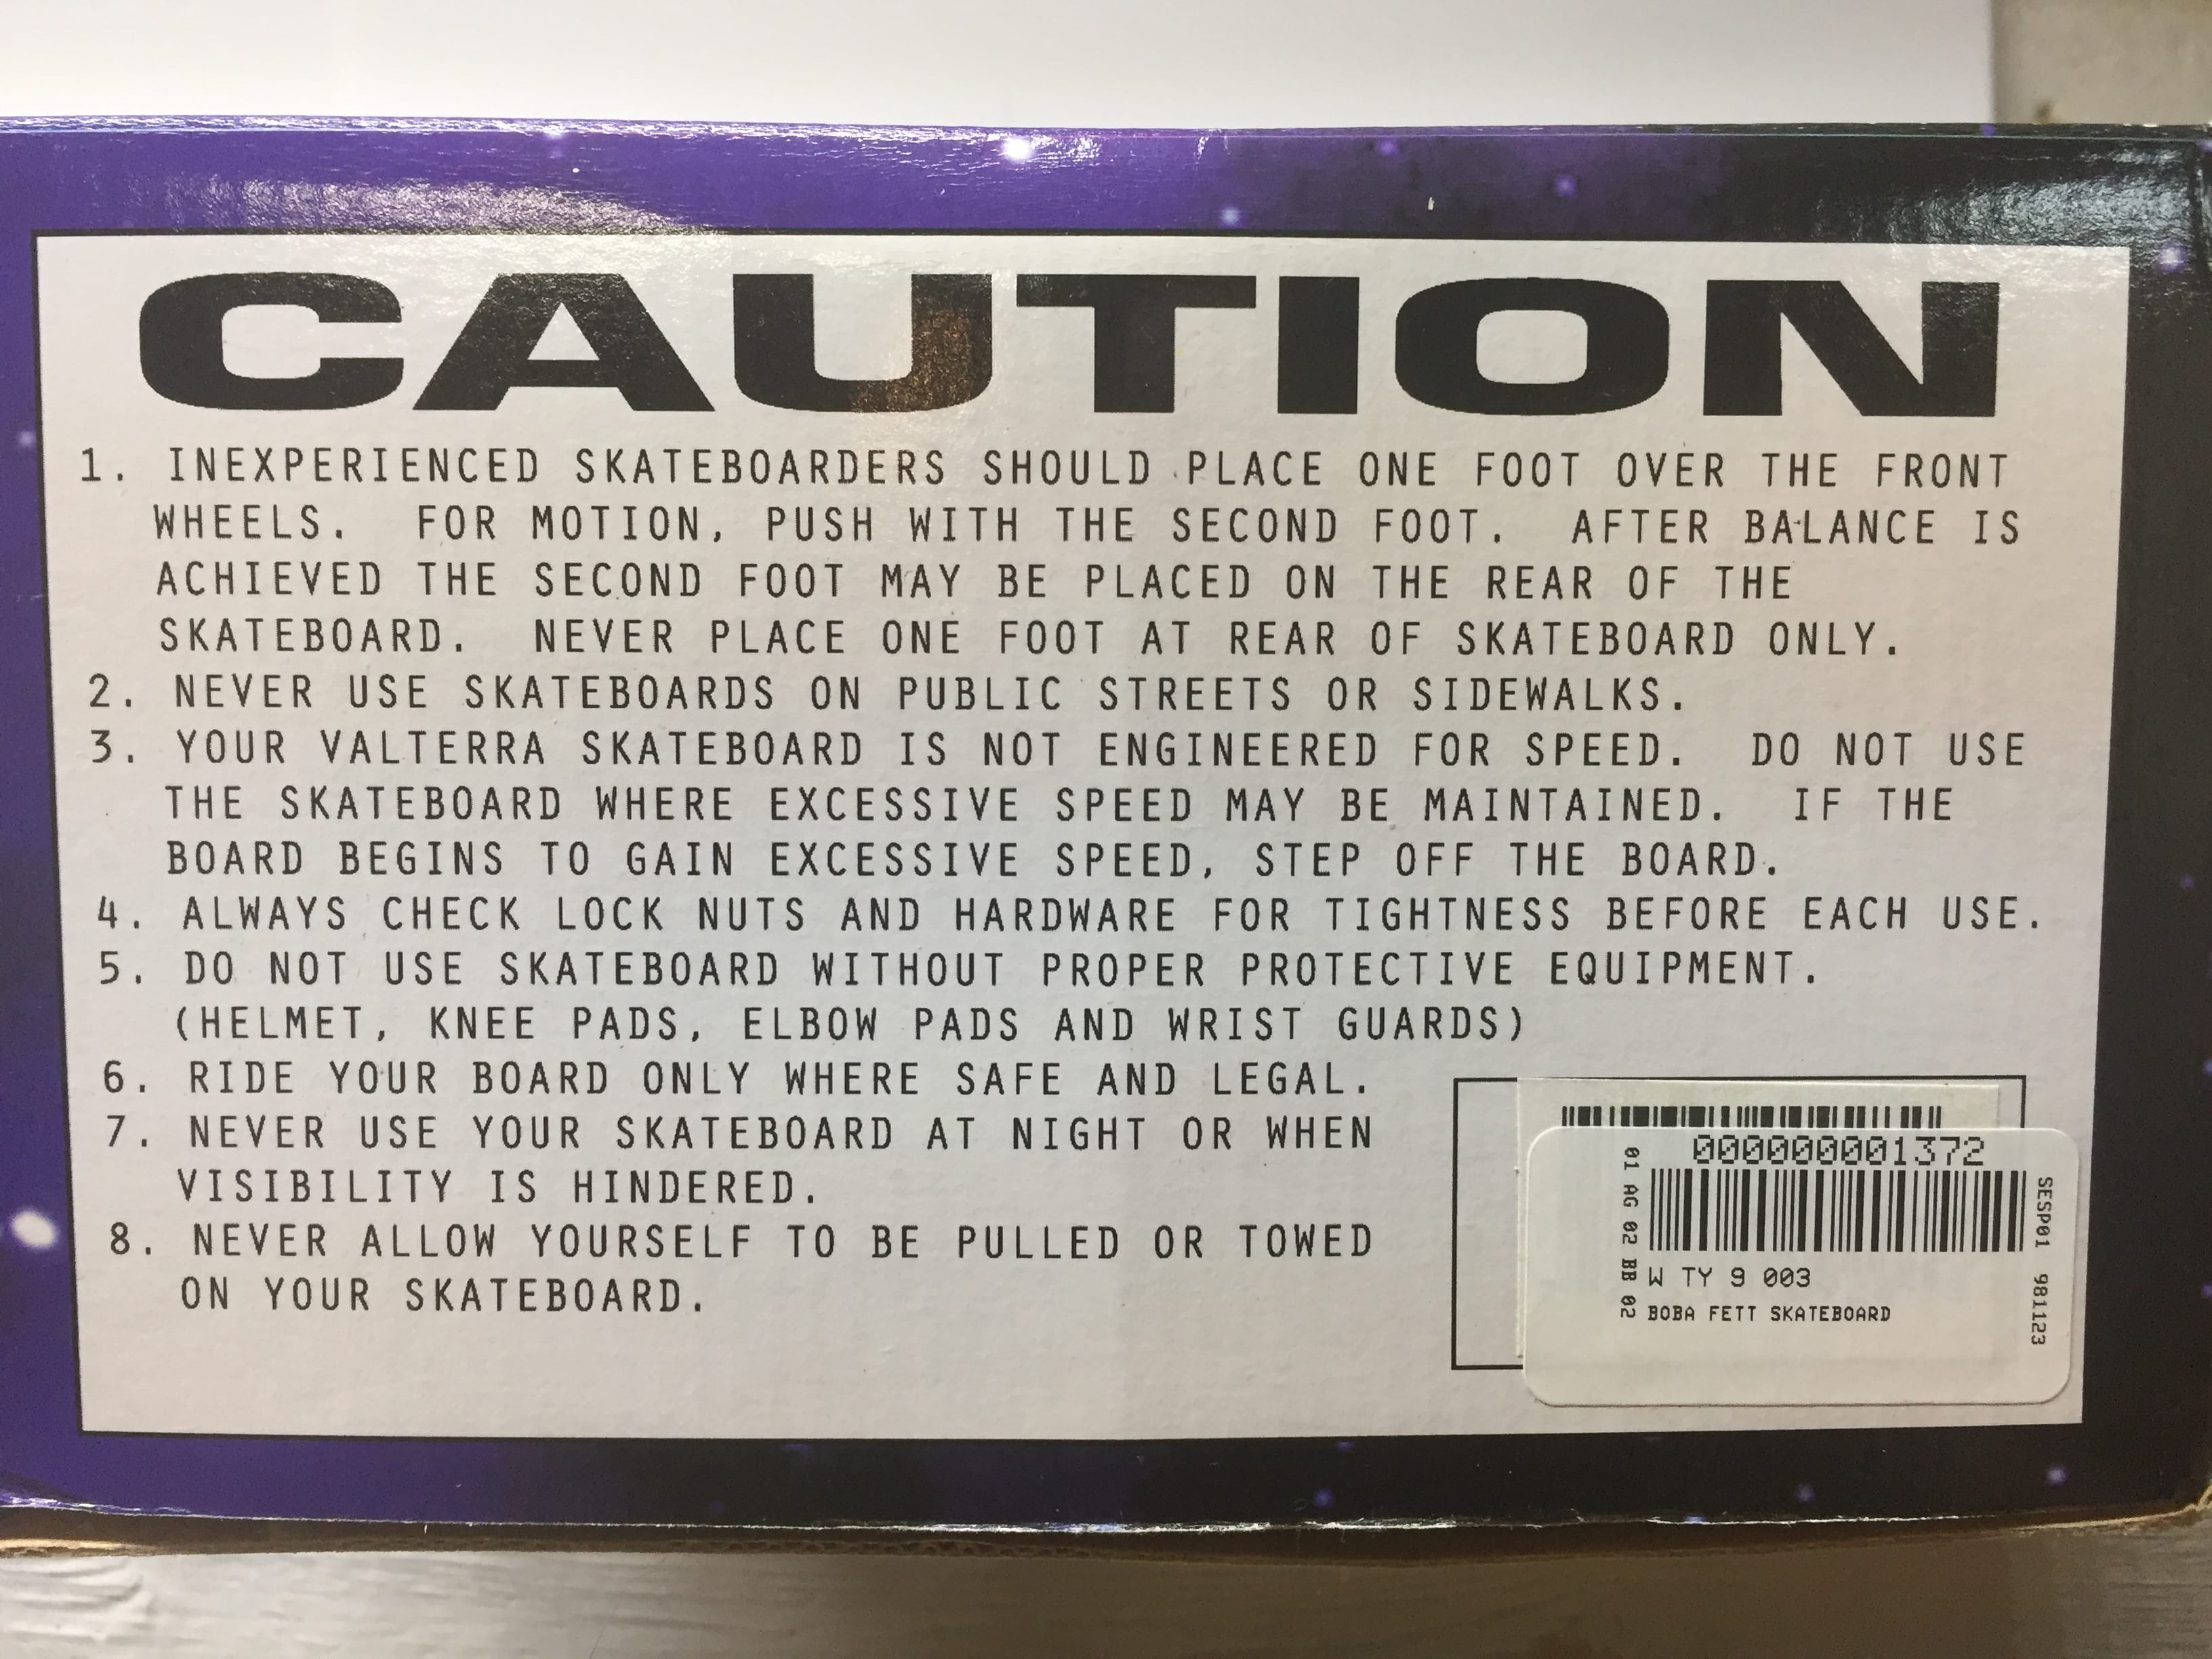 CAUTION
1. INEXPERIENCED SKATEBOARDERS SHOULD PLACE ONE FOOT OVER THE FRONT
WHEELS. FOR MOTION, PUSH WITH THE SECOND FOOT. AFTER BALANCE IS
ACHIEVED THE SECOND FOOT MAY BE PLACED ON THE REAR OF THE
SKATEBOARD. NEVER PLACE ONE FOOT AT REAR OF SKATEBOARD ONLY.
2. NEVER USE SKATEBOARDS ON PUBLIC STREETS OR SIDEWALKS.
3. YOUR VALTERRA SKATEBOARD IS NOT ENGINEERED FOR SPEED. DO NOT USE
THE SKATEBOARD WHERE EXCESSIVE SPEED MAY BE MAINTAINED. IF THE
BOARD BEGINS TO GAIN EXCESSIVE SPEED, STEP OFF THE BOARD.
4. ALWAYS CHECK LOCK NUTS AND HARDWARE FOR TIGHTNESS BEFORE EACH USE.
5. DO NOT USE SKATEBOARD WITHOUT PROPER PROTECTIVE EQUIPMENT.
(HELMET, KNEE PADS, ELBOW PADS AND WRIST GUARDS)
6. RIDE YOUR BOARD ONLY WHERE SAFE AND LEGAL.
7. NEVER USE YOUR SKATEBOARD AT NIGHT OR WHEN
VISIBILITY IS HINDERED.
8. NEVER ALLOW YOURSELF TO BE PULLED OR TOWED
ON YOUR SKATEBOARD.
000000001372
01 AG 02 BB 02
SESP01 981123
W TY 9 003
BOBA FETT SKATEBOARD